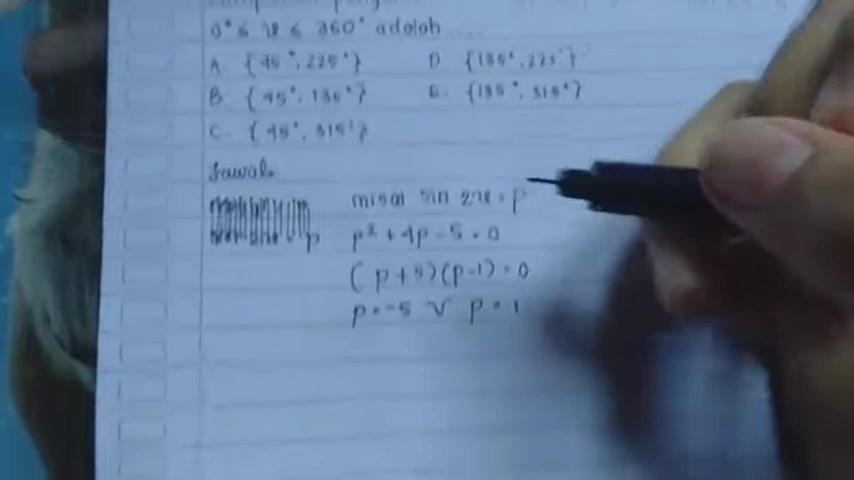 0° ≤ x ≤ 360° adalah ....
A. {45°, 225°} D. {135°, 225°}
B. {45°, 135°} E. {135°, 315°}
C. {45°, 315°}
Jawab
misal sin 2x = p
p² + 4p - 5 = 0
(p+5)(p-1) = 0
p = -5 V p = 1